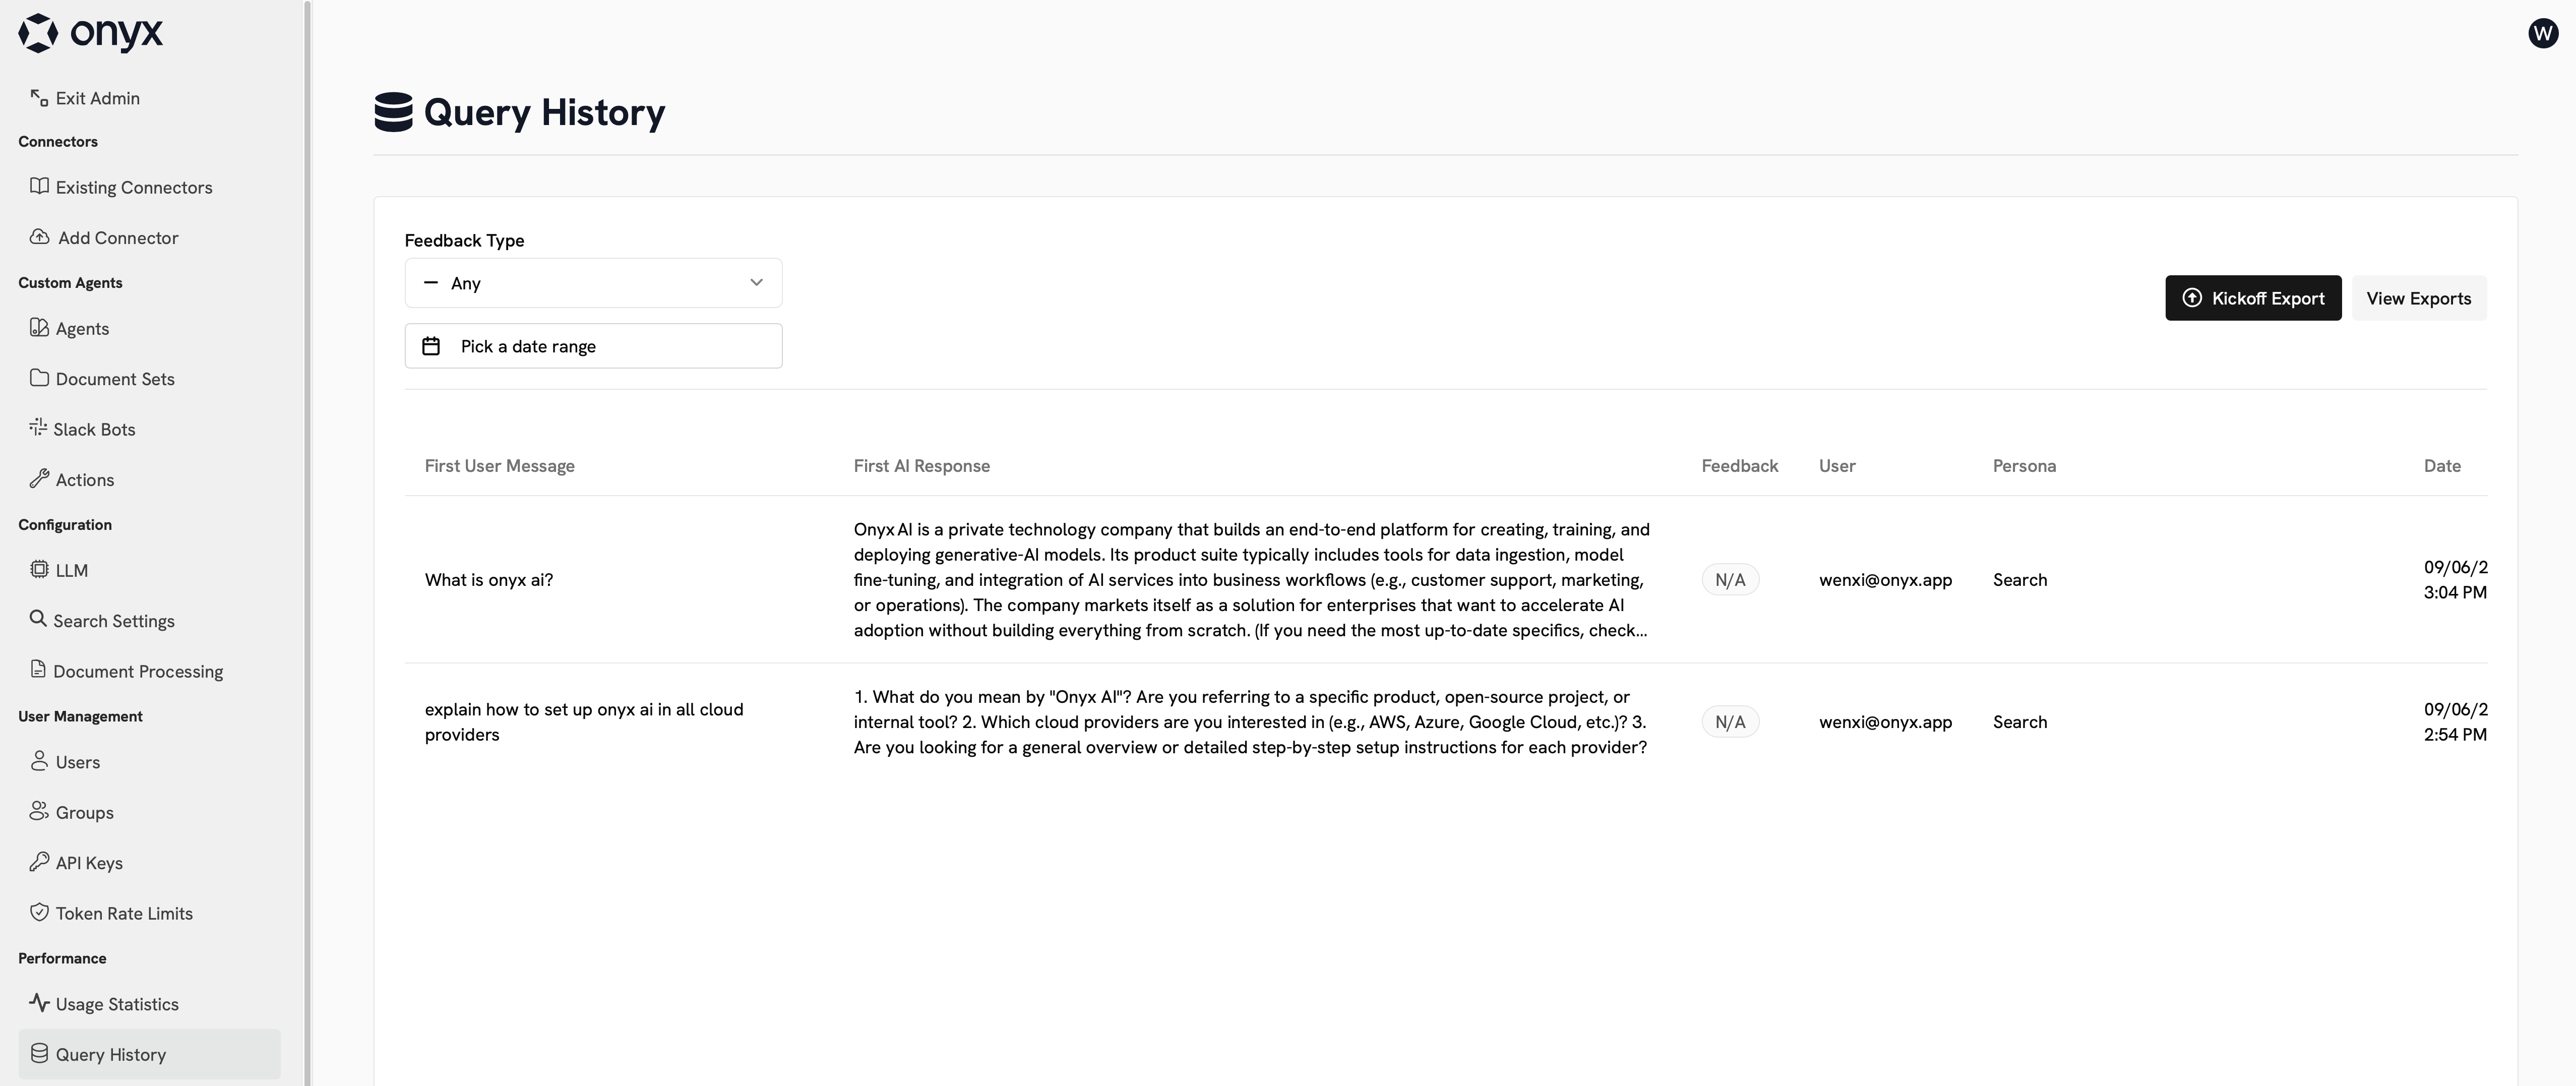 onyx
W
Exit Admin
Connectors
Existing Connectors
Add Connector
Custom Agents
Agents
Document Sets
Slack Bots
Actions
Configuration
LLM
Search Settings
Document Processing
User Management
Users
Groups
API Keys
Token Rate Limits
Performance
Usage Statistics
Query History
Query History
Feedback Type
Any
Pick a date range
Kickoff Export
View Exports
First User Message
First AI Response
Feedback
User
Persona
Date
What is onyx ai?
Onyx AI is a private technology company that builds an end-to-end platform for creating, training, and
deploying generative-AI models. Its product suite typically includes tools for data ingestion, model
fine-tuning, and integration of AI services into business workflows (e.g., customer support, marketing,
or operations). The company markets itself as a solution for enterprises that want to accelerate AI
adoption without building everything from scratch. (If you need the most up-to-date specifics, check...
N/A
wenxi@onyx.app
Search
09/06/2
3:04 PM
explain how to set up onyx ai in all cloud
providers
1. What do you mean by "Onyx AI"? Are you referring to a specific product, open-source project, or
internal tool? 2. Which cloud providers are you interested in (e.g., AWS, Azure, Google Cloud, etc.)? 3.
Are you looking for a general overview or detailed step-by-step setup instructions for each provider?
N/A
wenxi@onyx.app
Search
09/06/2
2:54 PM